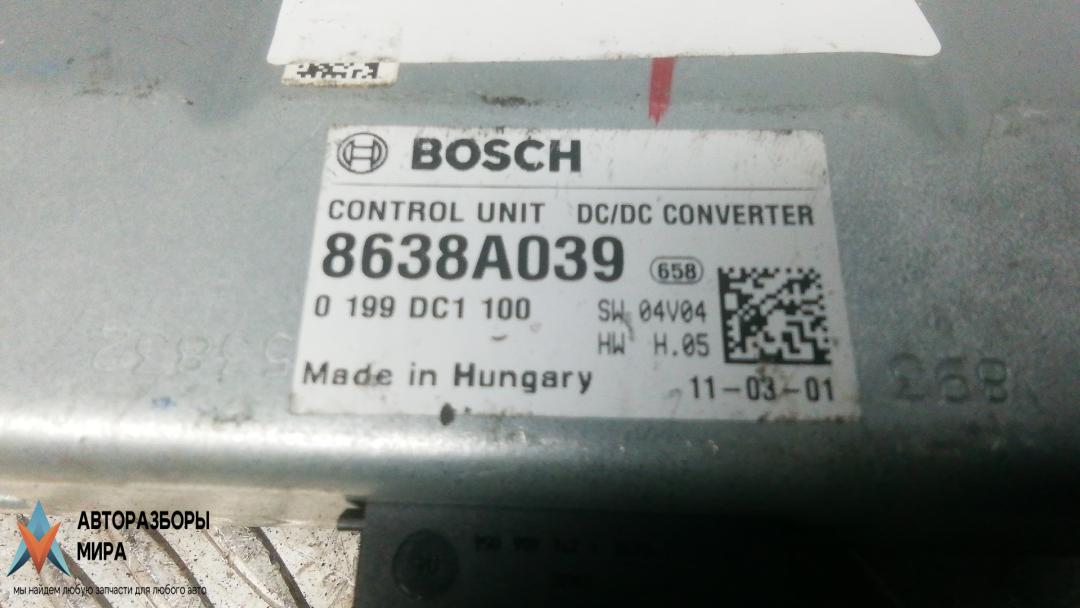 BOSCH
CONTROL UNIT DC/DC CONVERTER
8638A039 658
0 199 DC1 100 SW 04V04
HW H.05
Made in Hungary 11-03-01
АВТОРАЗБОРЫ
МИРА
мы найдем любую запчасти для любого авто